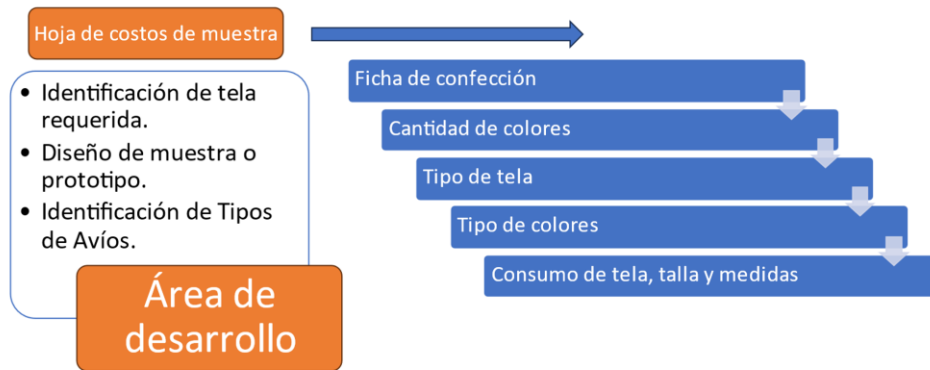 Hoja de costos de muestra
• Identificación de tela
requerida.
• Diseño de muestra o
prototipo.
• Identificación de Tipos
de Avíos.
Área de
desarrollo
Ficha de confección
Cantidad de colores
Tipo de tela
Tipo de colores
Consumo de tela, talla y medidas